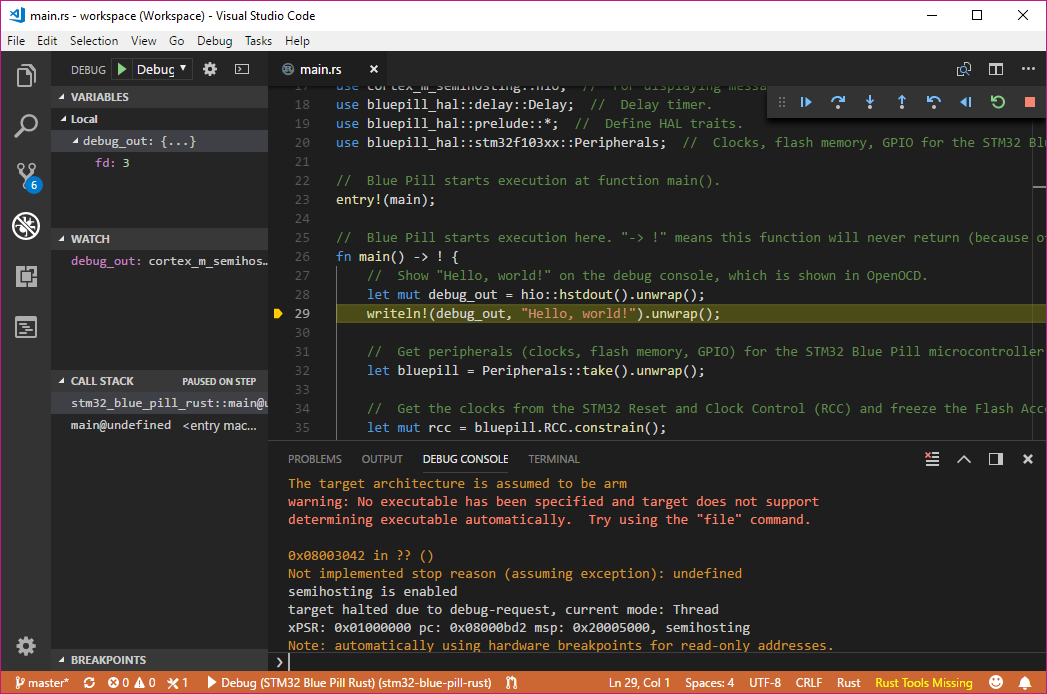 main.rs - workspace (Workspace) - Visual Studio Code
File Edit Selection View Go Debug Tasks Help
DEBUG Debug
main.rs
VARIABLES
Local
debug_out: {...}
fd: 3
WATCH
debug_out: cortex_m_semihos...
CALL STACK PAUSED ON STEP
stm32_blue_pill_rust::main@u
main@undefined <entry mac...
BREAKPOINTS
6
17 use cortex_m_semihosting::hio; // For displaying messa
18 use bluepill_hal::delay::Delay; // Delay timer.
19 use bluepill_hal::prelude::*; // Define HAL traits.
20 use bluepill_hal::stm32f103xx::Peripherals; // Clocks, flash memory, GPIO for the STM32 Bl
21
22 // Blue Pill starts execution at function main().
23 entry!(main);
24
25 // Blue Pill starts execution here. "-> !" means this function will never return (because o
26 fn main() -> ! {
27 // Show "Hello, world!" on the debug console, which is shown in OpenOCD.
28 let mut debug_out = hio::hstdout().unwrap();
29 writeln!(debug_out, "Hello, world!").unwrap();
30
31 // Get peripherals (clocks, flash memory, GPIO) for the STM32 Blue Pill microcontroller
32 let bluepill = Peripherals::take().unwrap();
33
34 // Get the clocks from the STM32 Reset and Clock Control (RCC) and freeze the Flash Acc
35 let mut rcc = bluepill.RCC.constrain();
PROBLEMS OUTPUT DEBUG CONSOLE TERMINAL
The target architecture is assumed to be arm
warning: No executable has been specified and target does not support
determining executable automatically. Try using the "file" command.
0x08003042 in ?? ()
Not implemented stop reason (assuming exception): undefined
semihosting is enabled
target halted due to debug-request, current mode: Thread
xPSR: 0x01000000 pc: 0x08000bd2 msp: 0x20005000, semihosting
Note: automatically using hardware breakpoints for read-only addresses.
master* 0 0 1 Debug (STM32 Blue Pill Rust) (stm32-blue-pill-rust) Ln 29, Col 1 Spaces: 4 UTF-8 CRLF Rust Rust Tools Missing